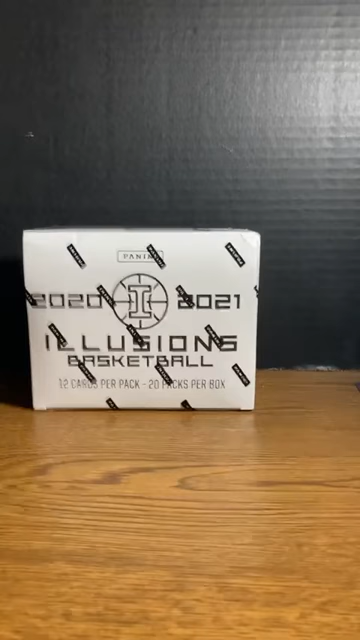 PANINI
2020 I 2021
ILLUSIONS
BASKETBALL
12 CARDS PER PACK - 20 PACKS PER BOX